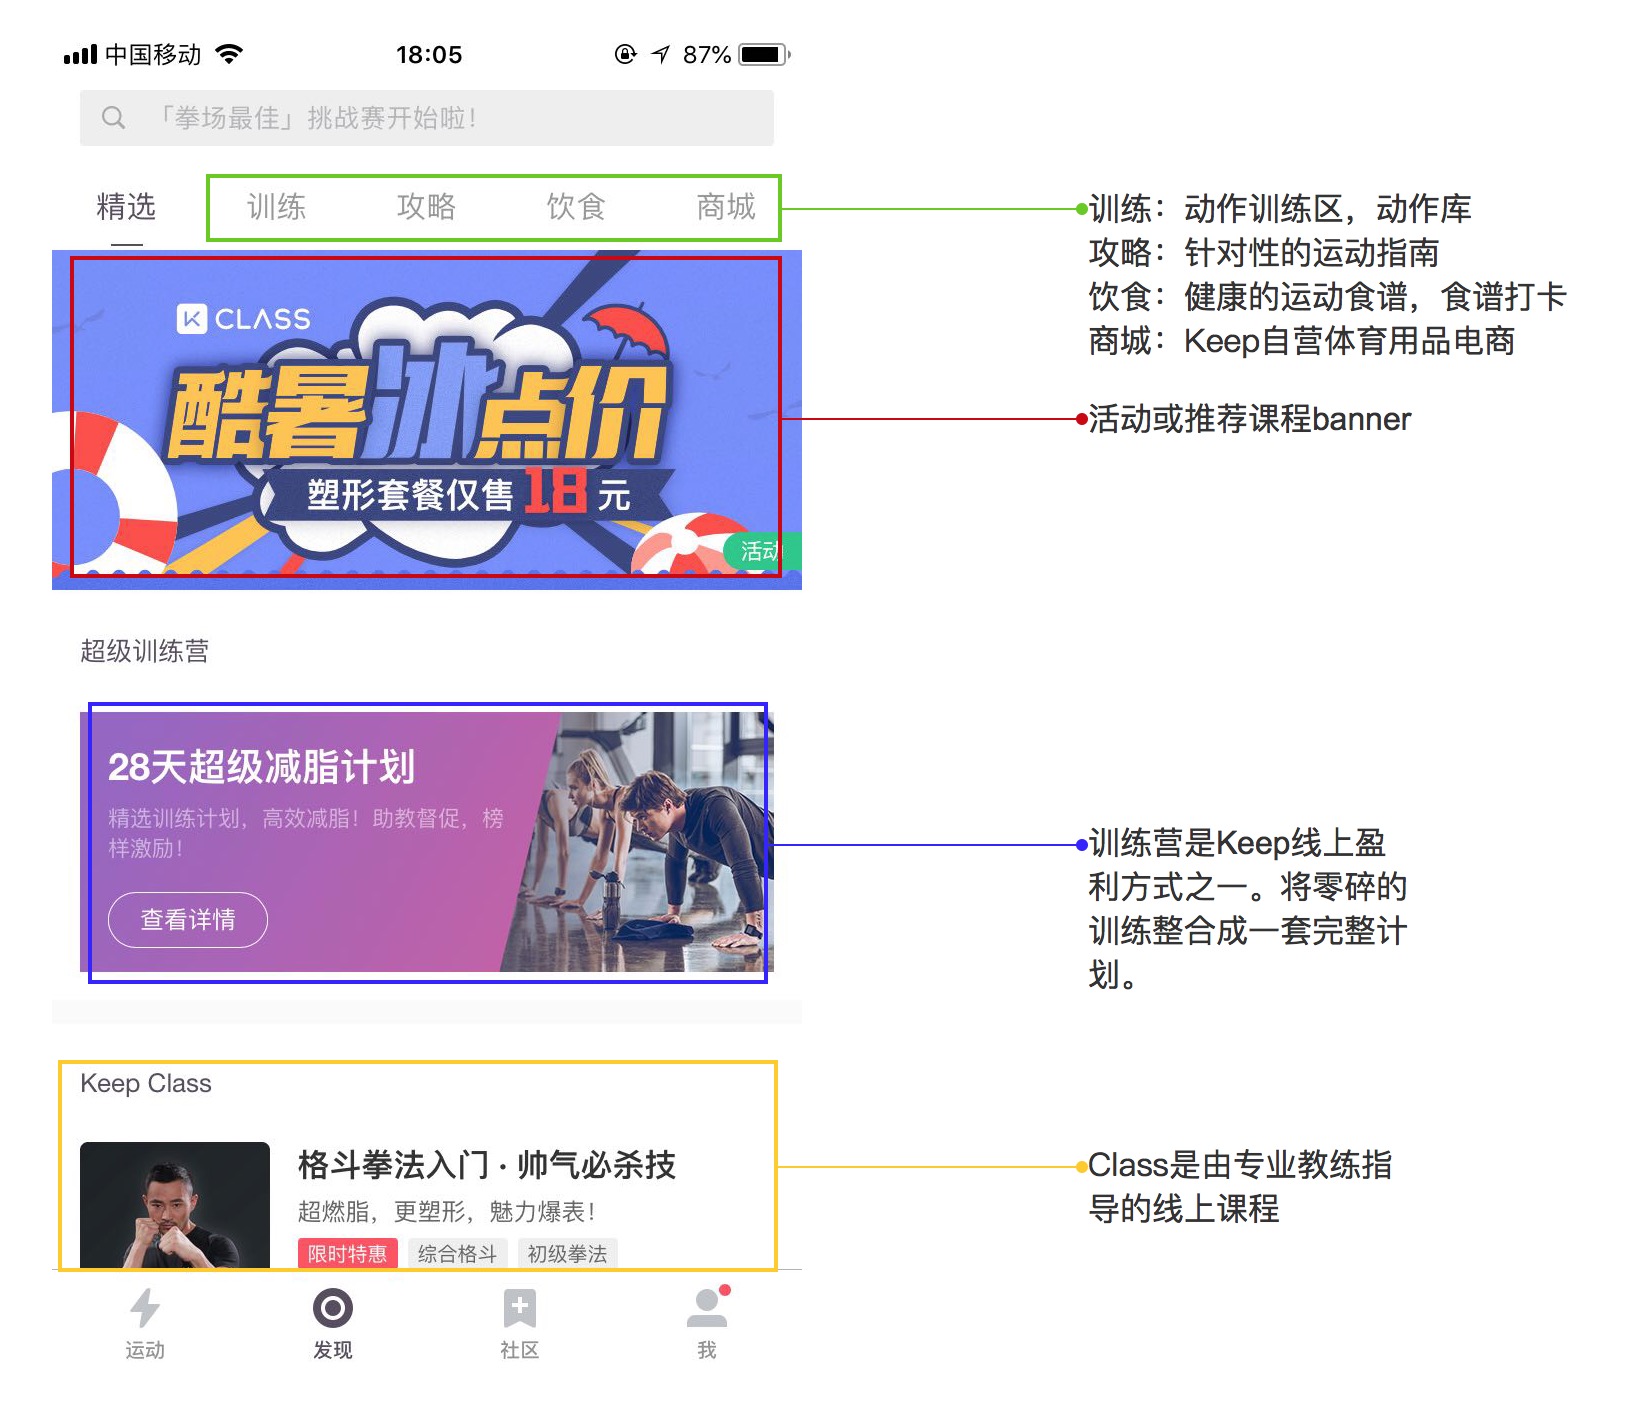 中国移动
18:05
87%
「拳场最佳」挑战赛开始啦！
精选 训练 攻略 饮食 商城
训练：动作训练区，动作库
攻略：针对性的运动指南
饮食：健康的运动食谱，食谱打卡
商城：Keep自营体育用品电商
K CLASS
酷暑冰点价
塑形套餐仅售18元
活动
活动或推荐课程banner
超级训练营
28天超级减脂计划
精选训练计划，高效减脂！助教督促，榜
样激励！
查看详情
训练营是Keep线上盈
利方式之一。将零碎的
训练整合成一套完整计
划。
Keep Class
格斗拳法入门 · 帅气必杀技
超燃脂，更塑形，魅力爆表！
限时特惠 综合格斗 初级拳法
Class是由专业教练指
导的线上课程
运动 发现 社区 我